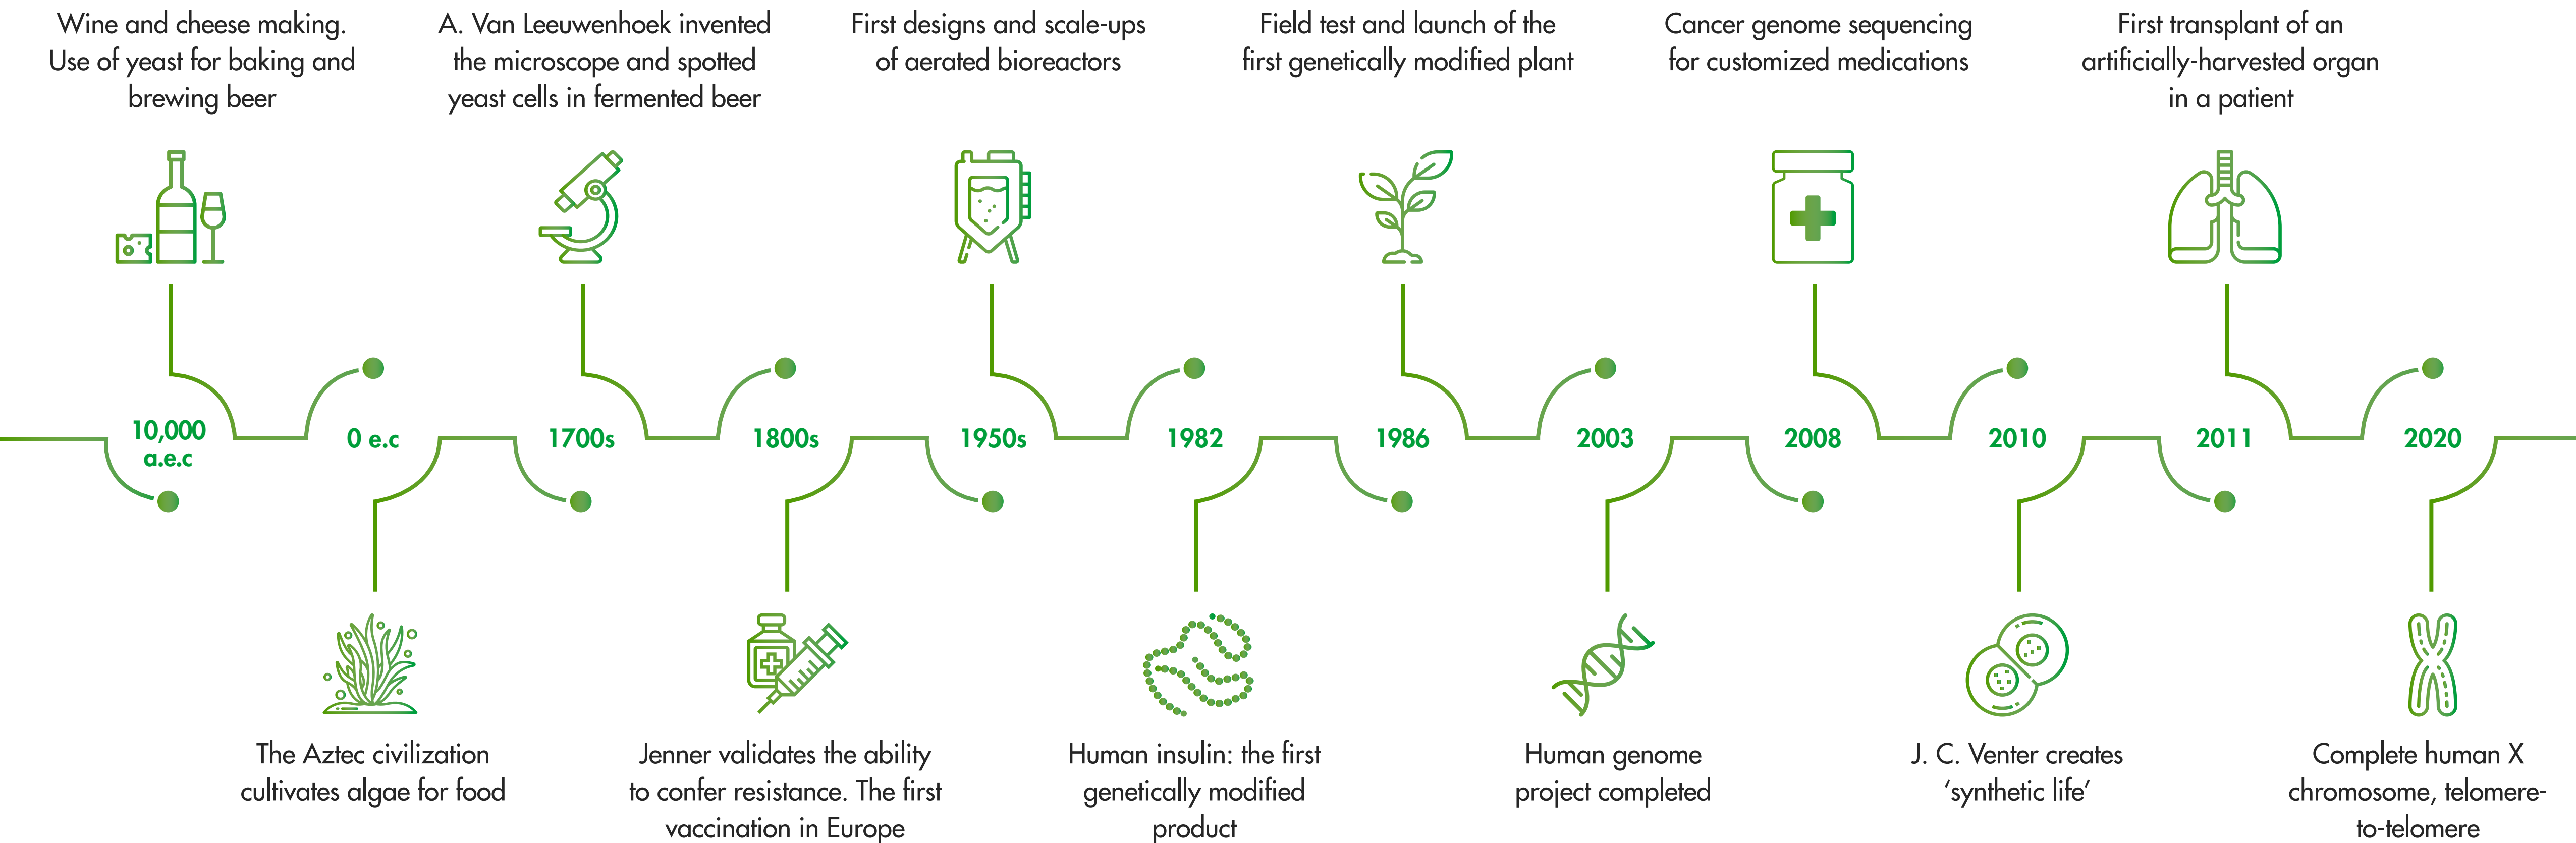 Wine and cheese making.
Use of yeast for baking and
brewing beer
A. Van Leeuwenhoek invented
the microscope and spotted
yeast cells in fermented beer
First designs and scale-ups
of aerated bioreactors
Field test and launch of the
first genetically modified plant
Cancer genome sequencing
for customized medications
First transplant of an
artificially-harvested organ
in a patient
10,000
a.e.c
0 e.c
1700s
1800s
1950s
1982
1986
2003
2008
2010
2011
2020
The Aztec civilization
cultivates algae for food
Jenner validates the ability
to confer resistance. The first
vaccination in Europe
Human insulin: the first
genetically modified
product
Human genome
project completed
J. C. Venter creates
‘synthetic life’
Complete human X
chromosome, telomere-
to-telomere